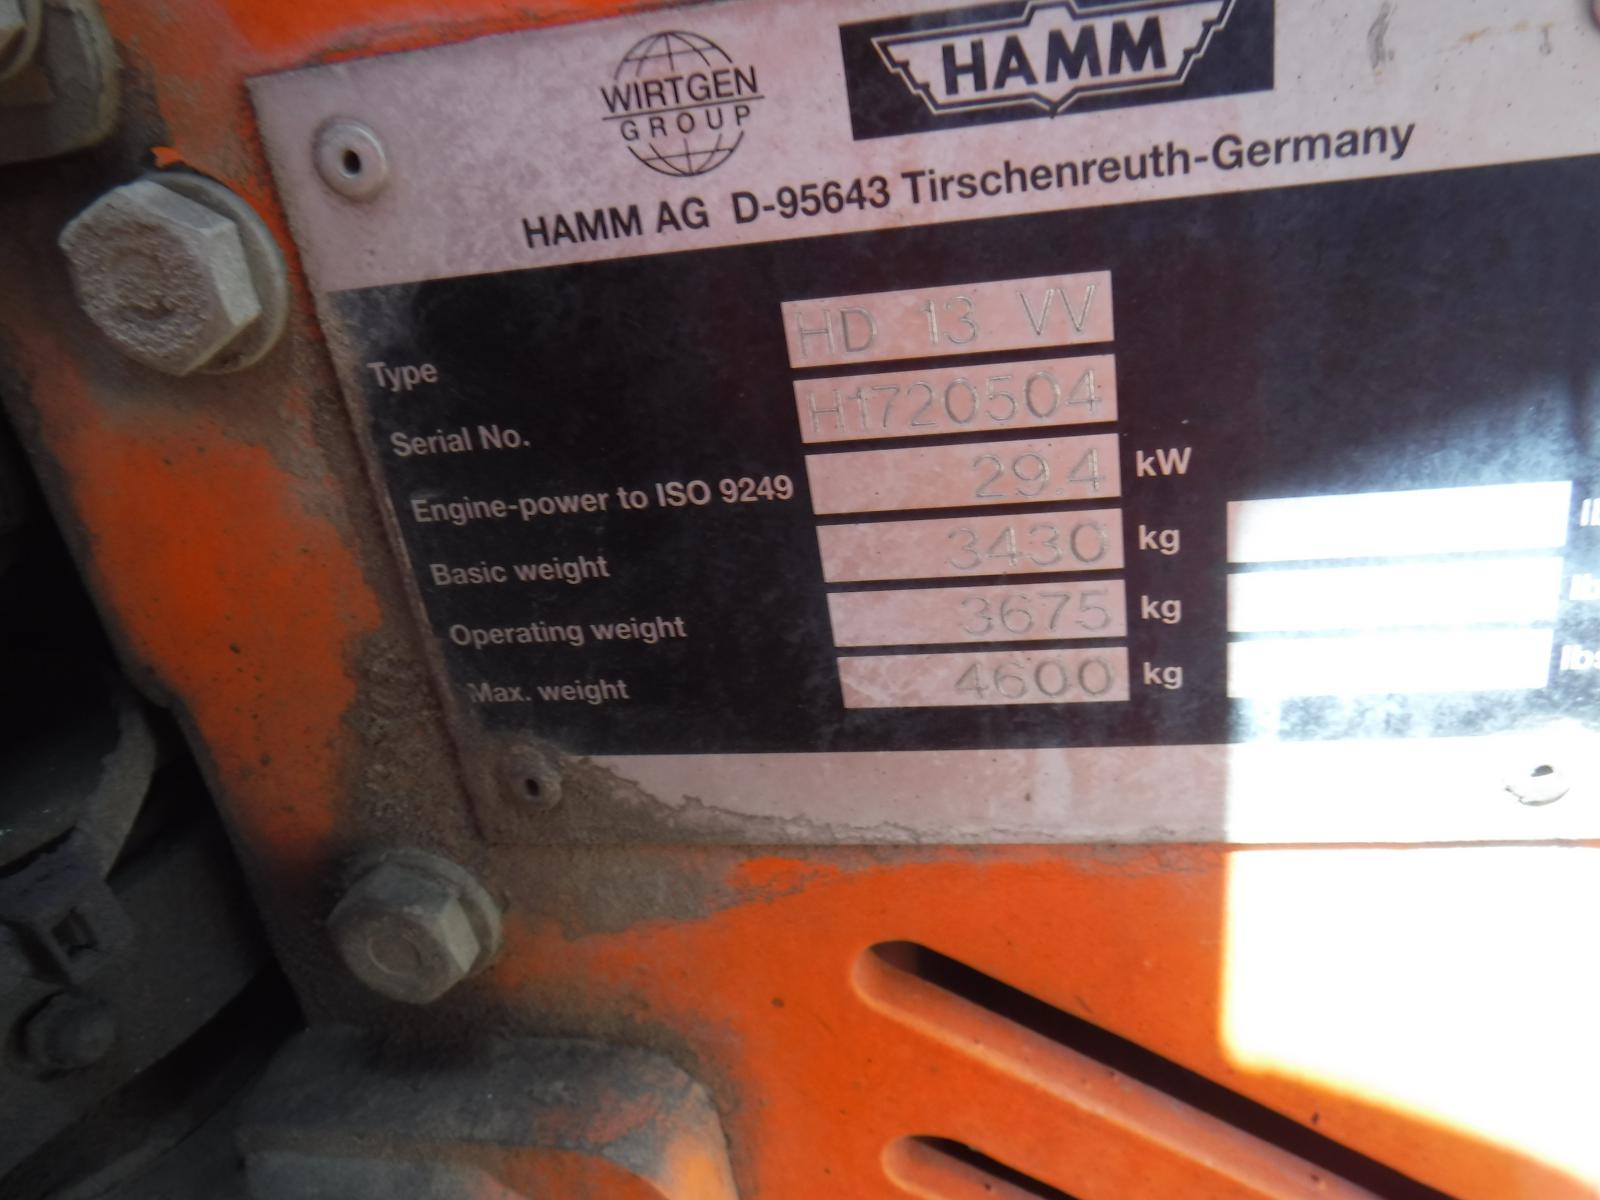 WIRTGEN
GROUP
HAMM
HAMM AG D-95643 Tirschenreuth-Germany
Type HD 13 VV
Serial No. H1720504
Engine-power to ISO 9249 29.4 kW
Basic weight 3430 kg
Operating weight 3675 kg
Max. weight 4600 kg lbs